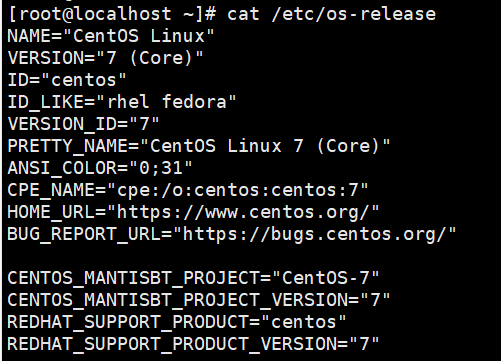 [root@localhost ~]# cat /etc/os-release
NAME="CentOS Linux"
VERSION="7 (Core)"
ID="centos"
ID_LIKE="rhel fedora"
VERSION_ID="7"
PRETTY_NAME="CentOS Linux 7 (Core)"
ANSI_COLOR="0;31"
CPE_NAME="cpe:/o:centos:centos:7"
HOME_URL="https://www.centos.org/"
BUG_REPORT_URL="https://bugs.centos.org/"

CENTOS_MANTISBT_PROJECT="CentOS-7"
CENTOS_MANTISBT_PROJECT_VERSION="7"
REDHAT_SUPPORT_PRODUCT="centos"
REDHAT_SUPPORT_PRODUCT_VERSION="7"